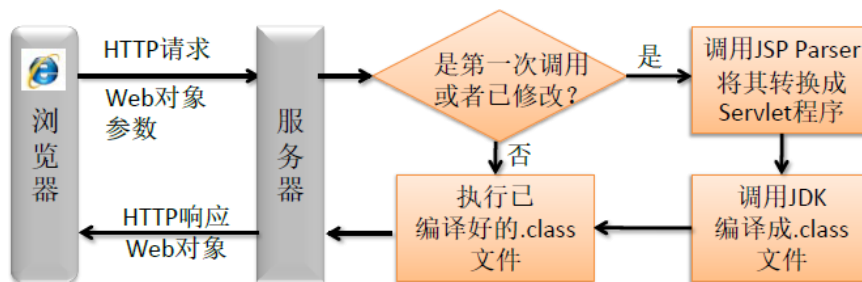 浏览器
HTTP请求
Web对象
参数
HTTP响应
Web对象
服务器
是第一次调用
或者已修改？
是
否
调用JSP Parser
将其转换成
Servlet程序
调用JDK
编译成.class
文件
执行已
编译好的.class
文件